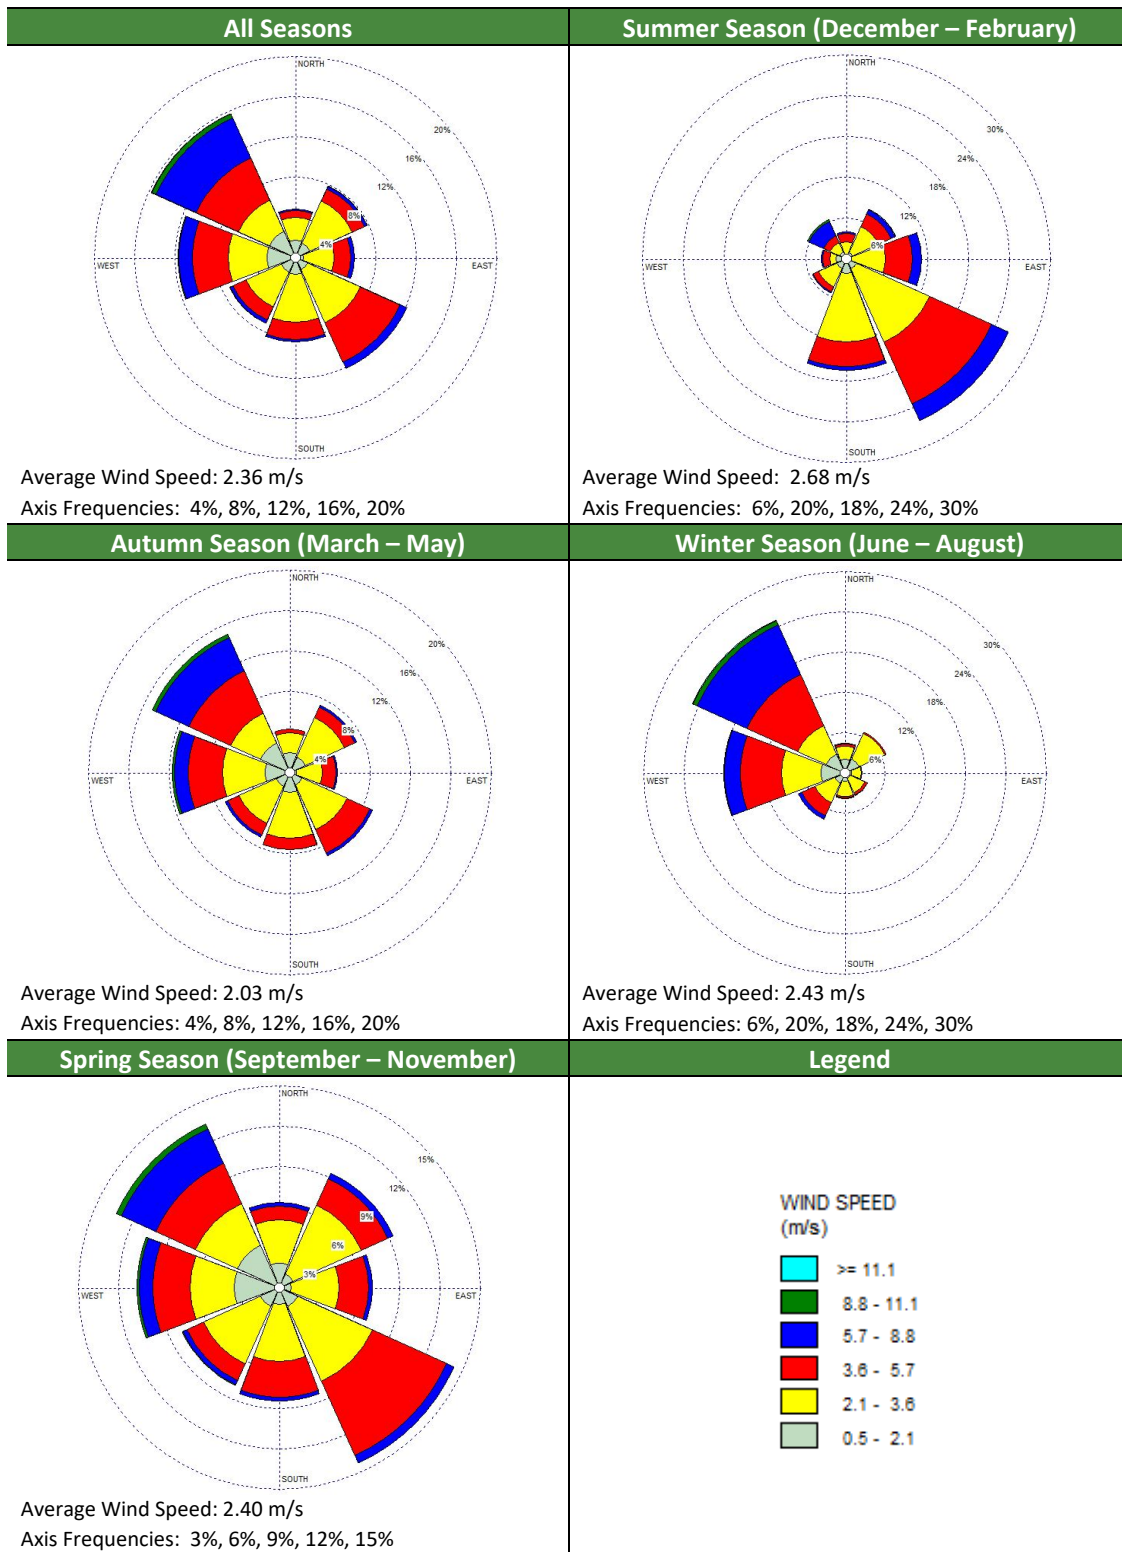 All Seasons
NORTH
20%
16%
12%
8%
4%
WEST
EAST
SOUTH
Average Wind Speed: 2.36 m/s
Axis Frequencies: 4%, 8%, 12%, 16%, 20%
Summer Season (December – February)
NORTH
30%
24%
18%
12%
6%
WEST
EAST
SOUTH
Average Wind Speed: 2.68 m/s
Axis Frequencies: 6%, 20%, 18%, 24%, 30%
Autumn Season (March – May)
NORTH
20%
16%
12%
8%
4%
WEST
EAST
SOUTH
Average Wind Speed: 2.03 m/s
Axis Frequencies: 4%, 8%, 12%, 16%, 20%
Winter Season (June – August)
NORTH
30%
24%
18%
12%
6%
WEST
EAST
SOUTH
Average Wind Speed: 2.43 m/s
Axis Frequencies: 6%, 20%, 18%, 24%, 30%
Spring Season (September – November)
NORTH
15%
12%
9%
6%
3%
WEST
EAST
SOUTH
Average Wind Speed: 2.40 m/s
Axis Frequencies: 3%, 6%, 9%, 12%, 15%
Legend
WIND SPEED
(m/s)
>= 11.1
8.8 - 11.1
5.7 - 8.8
3.6 - 5.7
2.1 - 3.6
0.5 - 2.1